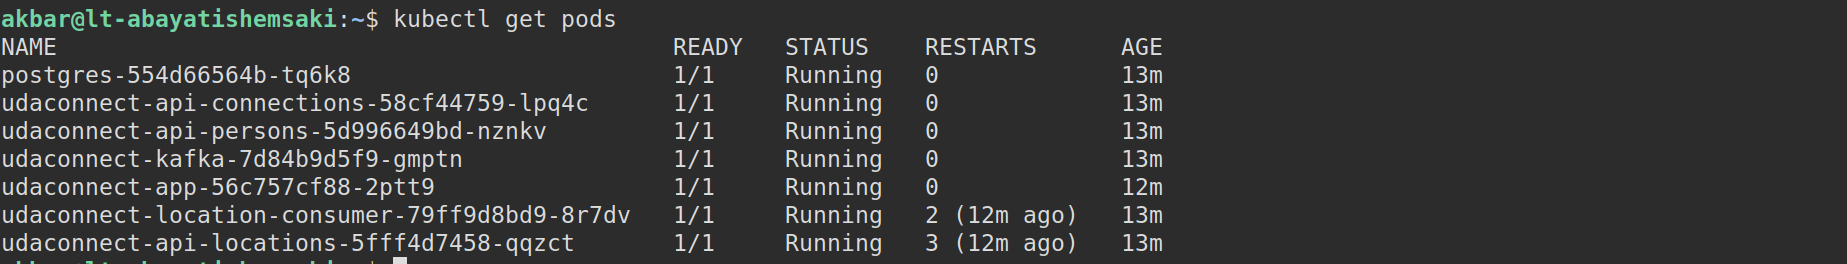 akbar@lt-abayatishemsaki:~$ kubectl get pods
NAME READY STATUS RESTARTS AGE
postgres-554d66564b-tq6k8 1/1 Running 0 13m
udaconnect-api-connections-58cf44759-lpq4c 1/1 Running 0 13m
udaconnect-api-persons-5d996649bd-nznkv 1/1 Running 0 13m
udaconnect-kafka-7d84b9d5f9-gmptn 1/1 Running 0 13m
udaconnect-app-56c757cf88-2ptt9 1/1 Running 0 12m
udaconnect-location-consumer-79ff9d8bd9-8r7dv 1/1 Running 2 (12m ago) 13m
udaconnect-api-locations-5fff4d7458-qqzct 1/1 Running 3 (12m ago) 13m